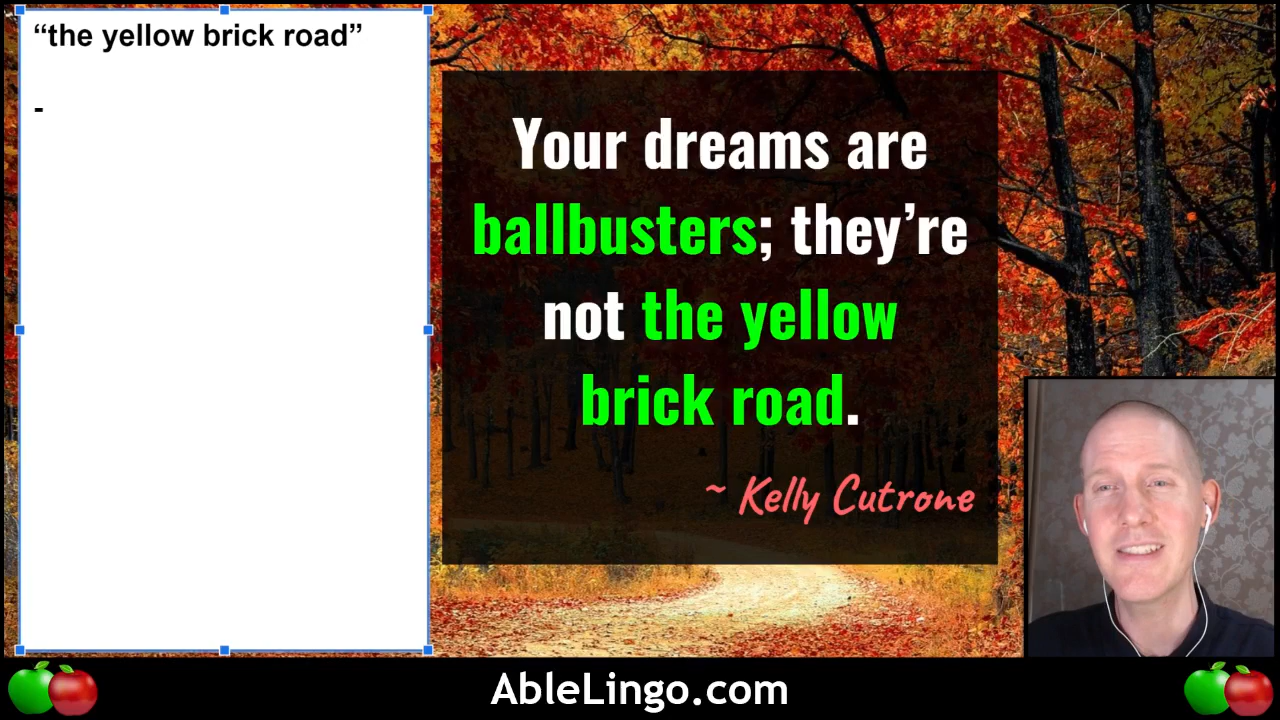 “the yellow brick road”
-
Your dreams are
ballbusters; they’re
not the yellow
brick road.
~ Kelly Cutrone
AbleLingo.com